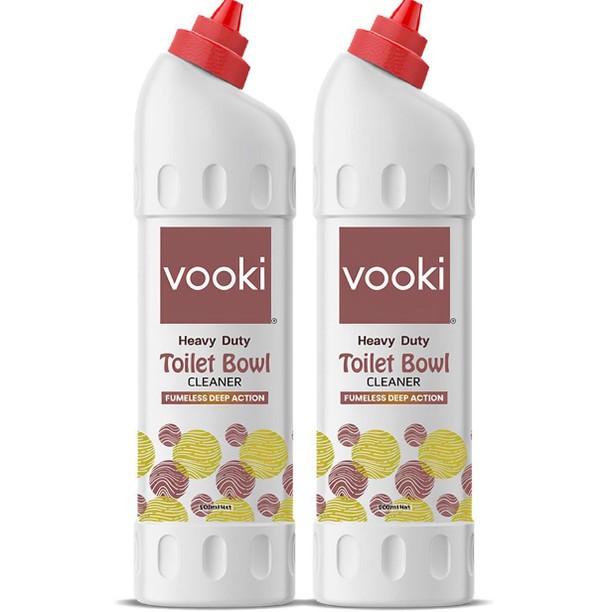 vooki
®
Heavy Duty
Toilet Bowl
CLEANER
FUMELESS DEEP ACTION
vooki
®
Heavy Duty
Toilet Bowl
CLEANER
FUMELESS DEEP ACTION